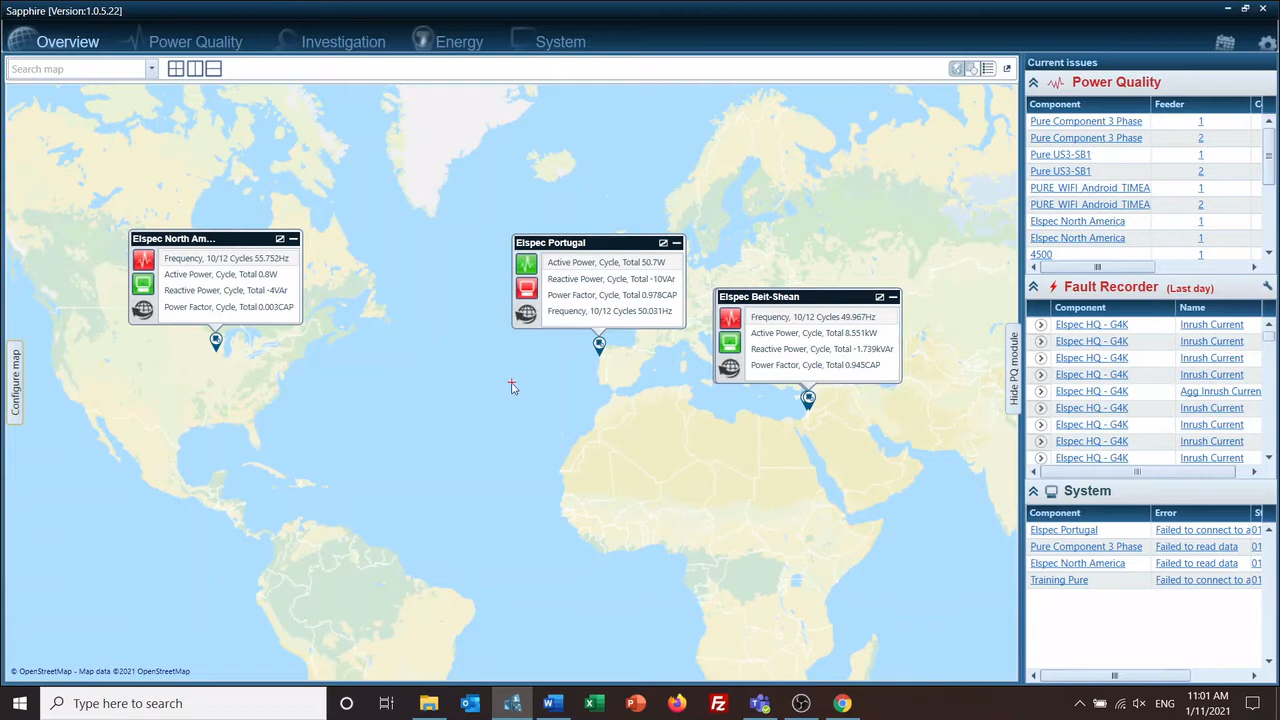 Sapphire [Version:1.0.5.22]
Overview
Power Quality
Investigation
Energy
System
Search map
Elspec North Am...
Frequency, 10/12 Cycles 55.752Hz
Active Power, Cycle, Total 0.8W
Reactive Power, Cycle, Total -4VAr
Power Factor, Cycle, Total 0.003CAP
Elspec Portugal
Active Power, Cycle, Total 50.7W
Reactive Power, Cycle, Total -10VAr
Power Factor, Cycle, Total 0.978CAP
Frequency, 10/12 Cycles 50.031Hz
Elspec Beit-Shean
Frequency, 10/12 Cycles 49.967Hz
Active Power, Cycle, Total 8.551kW
Reactive Power, Cycle, Total -1.739kVAr
Power Factor, Cycle, Total 0.945CAP
Configure map
Hide PQ module
© OpenStreetMap - Map data ©2021 OpenStreetMap
Current issues
Power Quality
Component Feeder C
Pure Component 3 Phase 1
Pure Component 3 Phase 2
Pure US3-SB1 1
Pure US3-SB1 2
PURE_WIFI_Android_TIMEA 1
PURE_WIFI_Android_TIMEA 2
Elspec North America 1
Elspec North America 1
4500 1
Fault Recorder (Last day)
Component Name
Elspec HQ - G4K Inrush Current
Elspec HQ - G4K Inrush Current
Elspec HQ - G4K Inrush Current
Elspec HQ - G4K Inrush Current
Elspec HQ - G4K Agg Inrush Curren
Elspec HQ - G4K Inrush Current
Elspec HQ - G4K Inrush Current
Elspec HQ - G4K Inrush Current
Elspec HQ - G4K Inrush Current
System
Component Error St
Elspec Portugal Failed to connect to a 01
Pure Component 3 Phase Failed to read data 01
Elspec North America Failed to read data 01
Training Pure Failed to connect to a 01
Type here to search
ENG
11:01 AM
1/11/2021